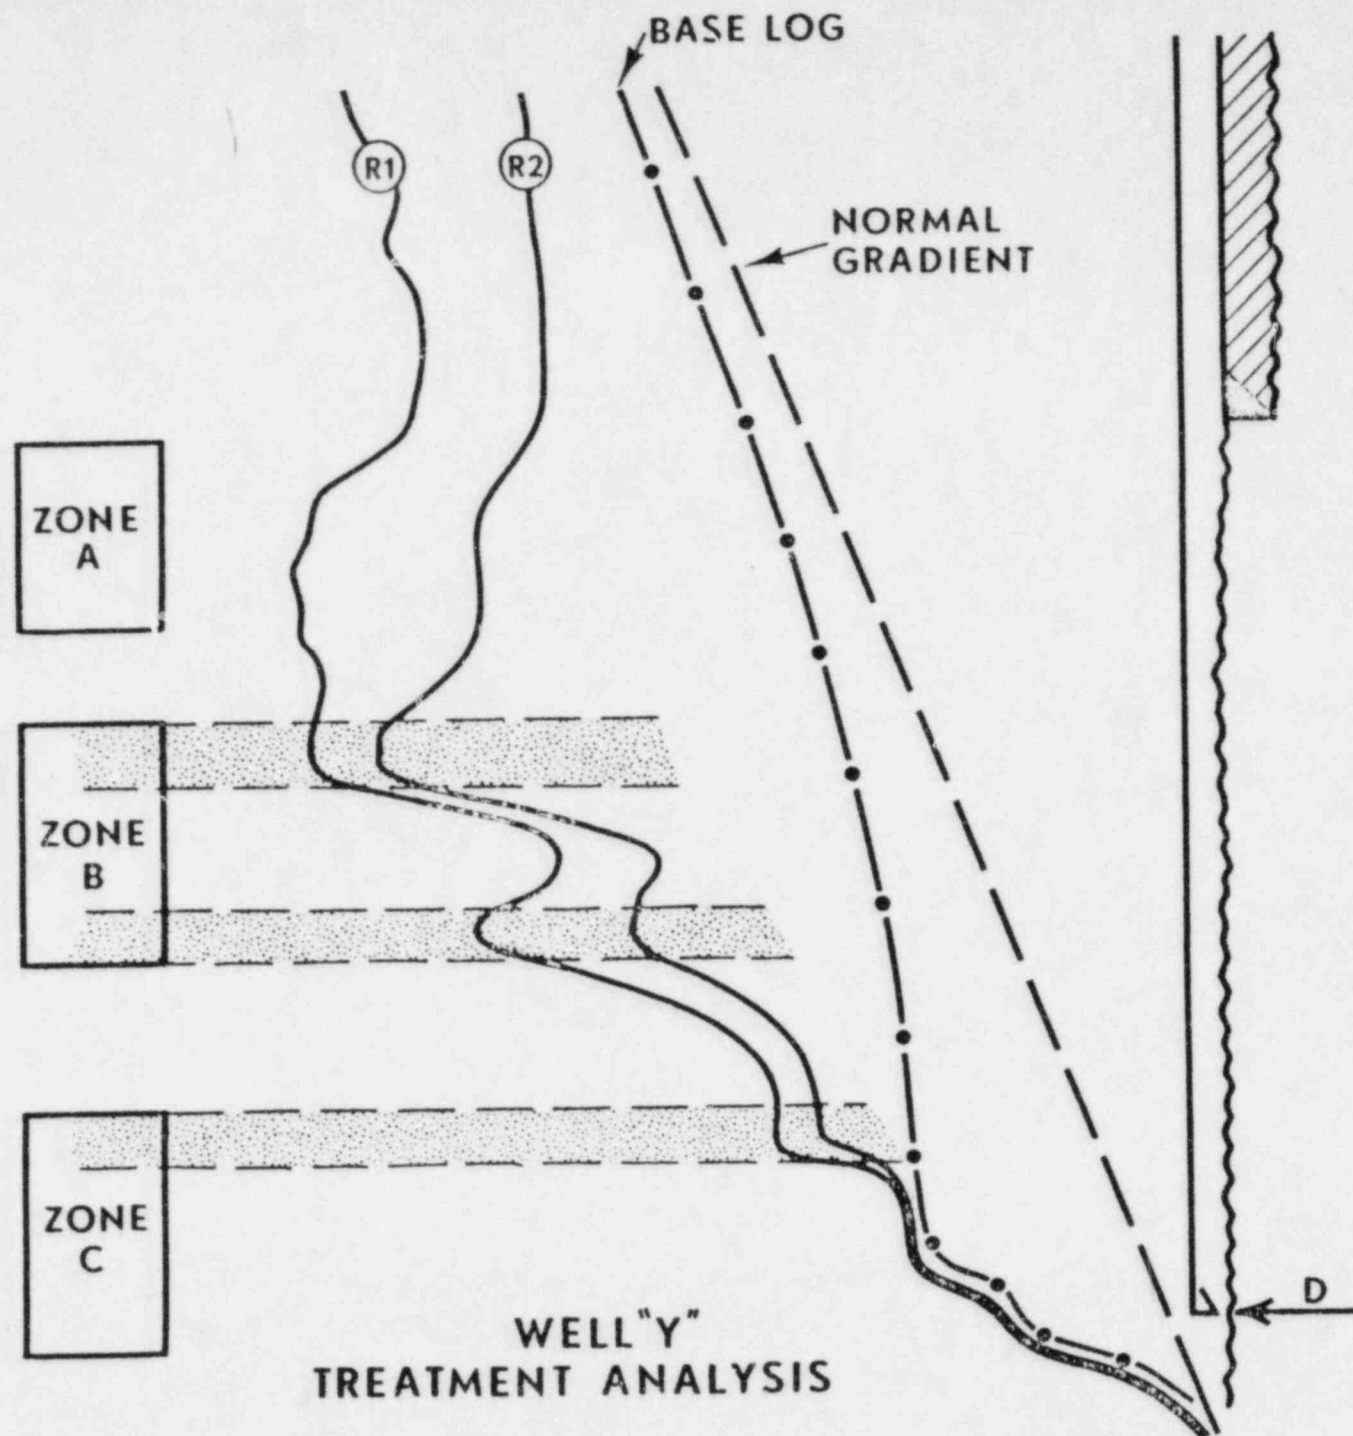 BASE LOG
R1
R2
NORMAL
GRADIENT
ZONE
A
ZONE
B
ZONE
C
D
WELL "Y"
TREATMENT ANALYSIS